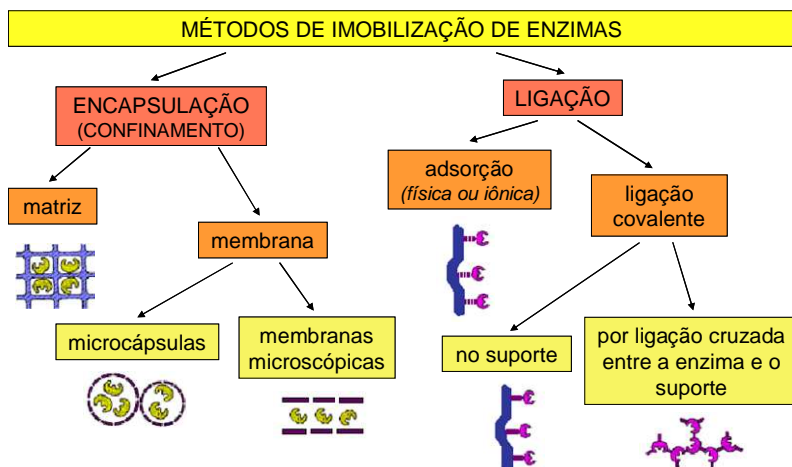 MÉTODOS DE IMOBILIZAÇÃO DE ENZIMAS
ENCAPSULAÇÃO
(CONFINAMENTO)
LIGAÇÃO
matriz
membrana
adsorção
(física ou iônica)
ligação
covalente
microcápsulas
membranas
microscópicas
no suporte
por ligação cruzada
entre a enzima e o
suporte